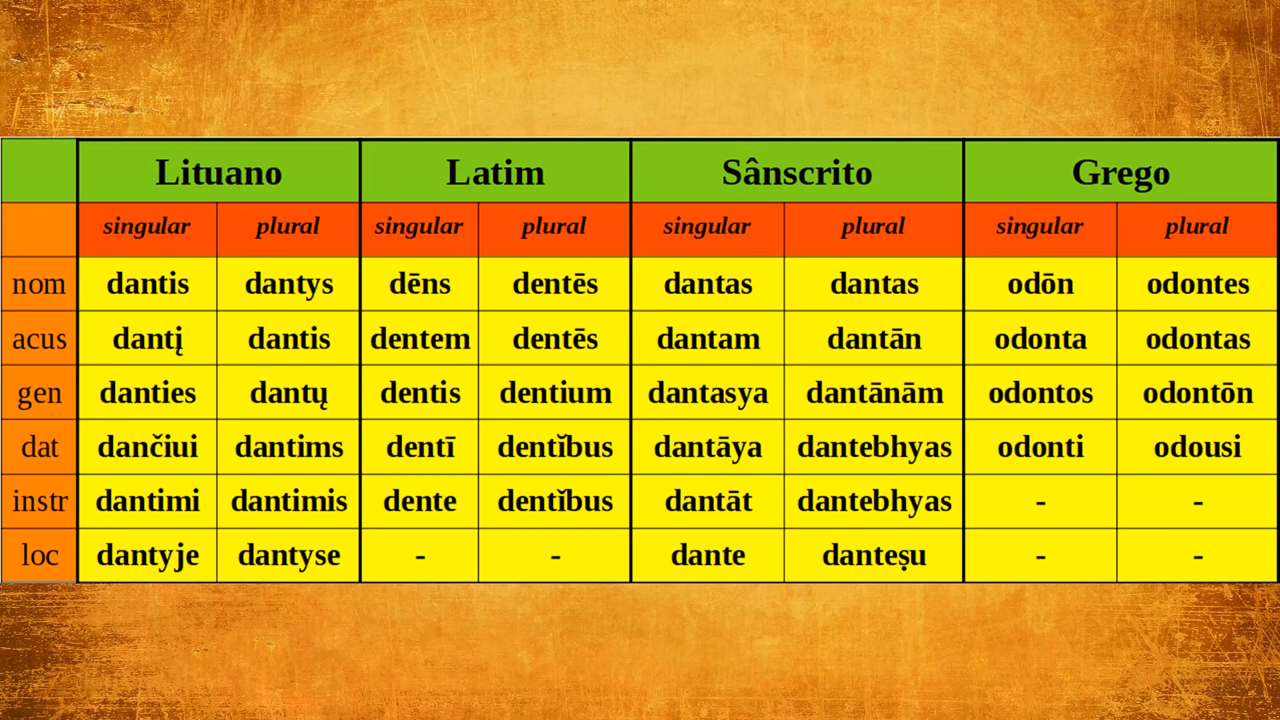 Lituano Latim Sânscrito Grego
singular plural singular plural singular plural singular plural
nom dantis dantys dēns dentēs dantas dantas odōn odontes
acus dantį dantis dentem dentēs dantam dantān odonta odontas
gen danties dantų dentis dentium dantasya dantānām odontos odontōn
dat dančiui dantims dentī dentĭbus dantāya dantebhyas odonti odousi
instr dantimi dantimis dente dentĭbus dantāt dantebhyas - -
loc dantyje dantyse - - dante danteṣu - -